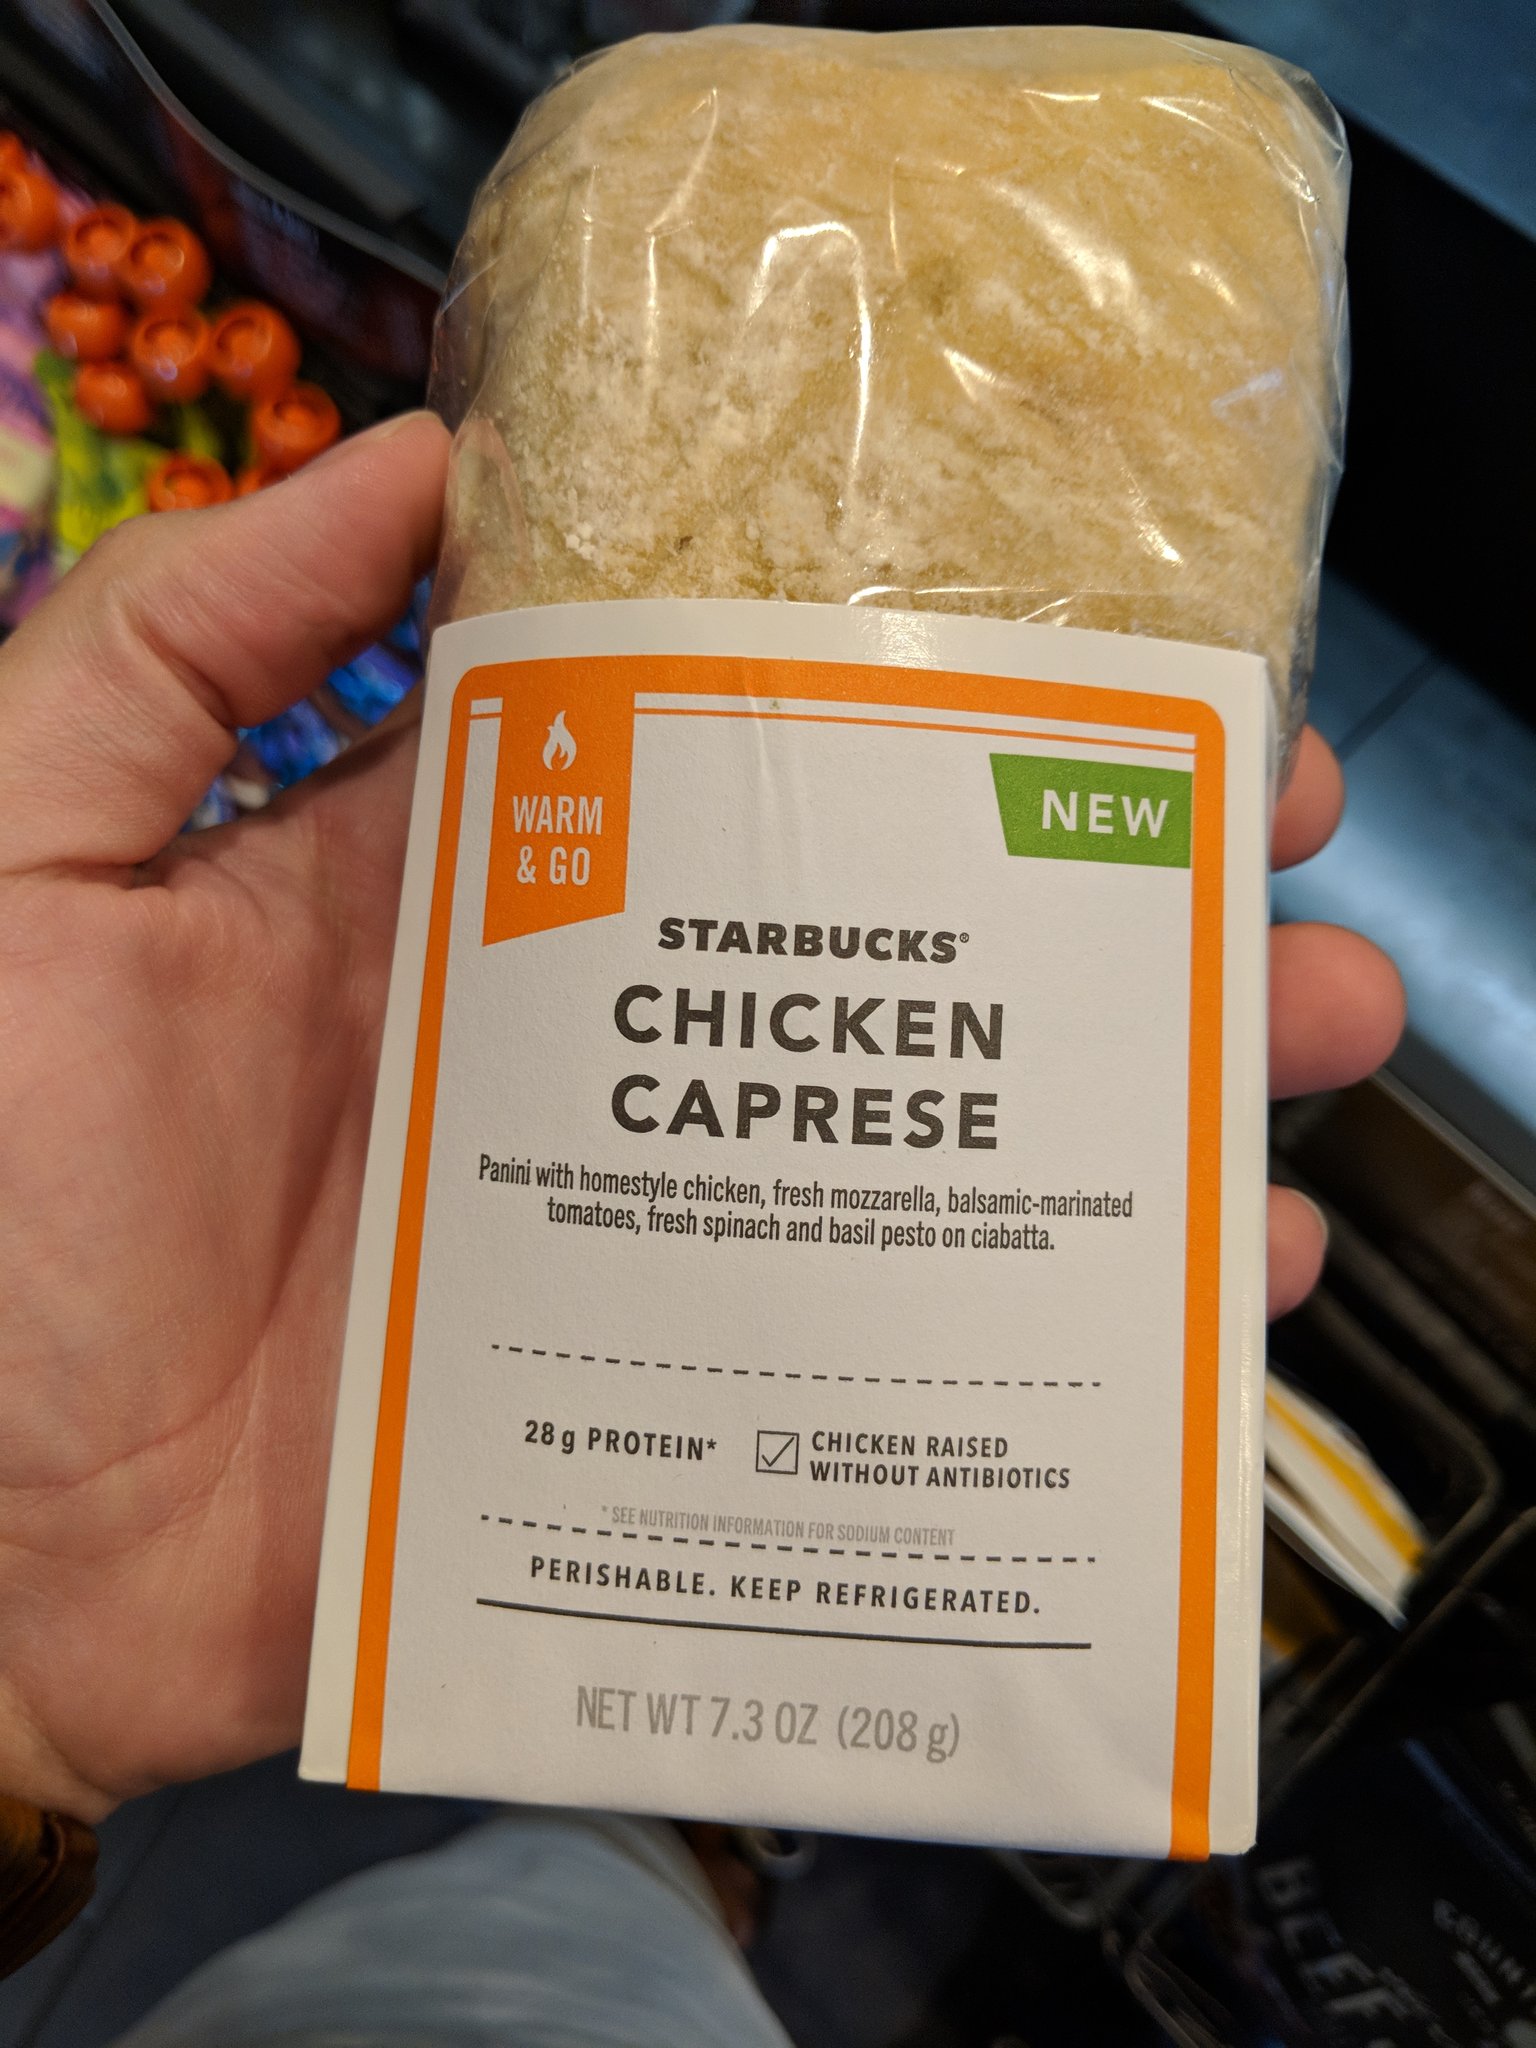 WARM
& GO
NEW
STARBUCKS®
CHICKEN
CAPRESE
Panini with homestyle chicken, fresh mozzarella, balsamic-marinated
tomatoes, fresh spinach and basil pesto on ciabatta.
28 g PROTEIN*
CHICKEN RAISED
WITHOUT ANTIBIOTICS
* SEE NUTRITION INFORMATION FOR SODIUM CONTENT
PERISHABLE. KEEP REFRIGERATED.
NET WT 7.3 OZ (208 g)
BEEF